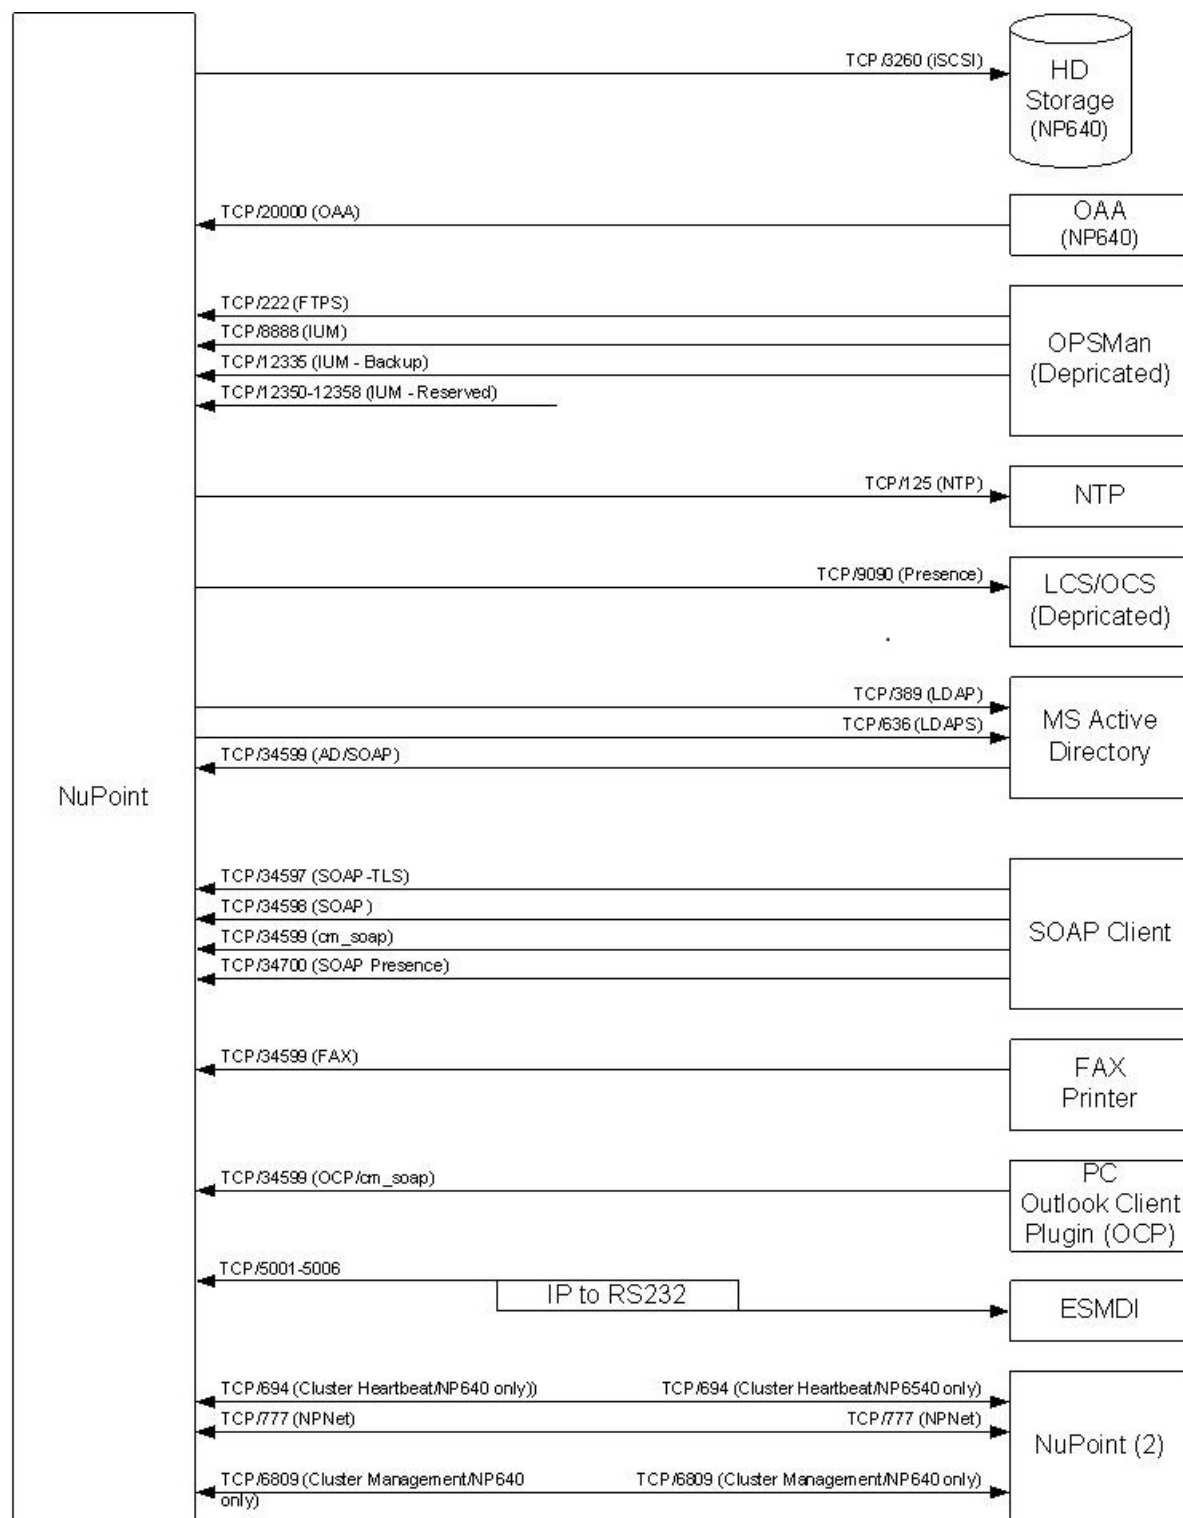 TCP/3260 (iSCSI)
HD
Storage
(NP640)
TCP/20000 (OAA)
OAA
(NP640)
TCP/222 (FTPS)
TCP/8888 (IUM)
TCP/12335 (IUM - Backup)
TCP/12350-12358 (IUM - Reserved)
OPSMan
(Depricated)
TCP/125 (NTP)
NTP
TCP/9090 (Presence)
LCS/OCS
(Depricated)
TCP/389 (LDAP)
TCP/636 (LDAPS)
TCP/34599 (AD/SOAP)
MS Active
Directory
NuPoint
TCP/34597 (SOAP-TLS)
TCP/34598 (SOAP)
TCP/34599 (cm_soap)
TCP/34700 (SOAP Presence)
SOAP Client
TCP/34599 (FAX)
FAX
Printer
TCP/34599 (OCP/cm_soap)
PC
Outlook Client
Plugin (OCP)
TCP/5001-5006
IP to RS232
ESMDI
TCP/694 (Cluster Heartbeat/NP640 only)) TCP/694 (Cluster Heartbeat/NP6540 only)
TCP/777 (NPNet) TCP/777 (NPNet)
NuPoint (2)
TCP/6809 (Cluster Management/NP640 TCP/6809 (Cluster Management/NP640 only)
only)